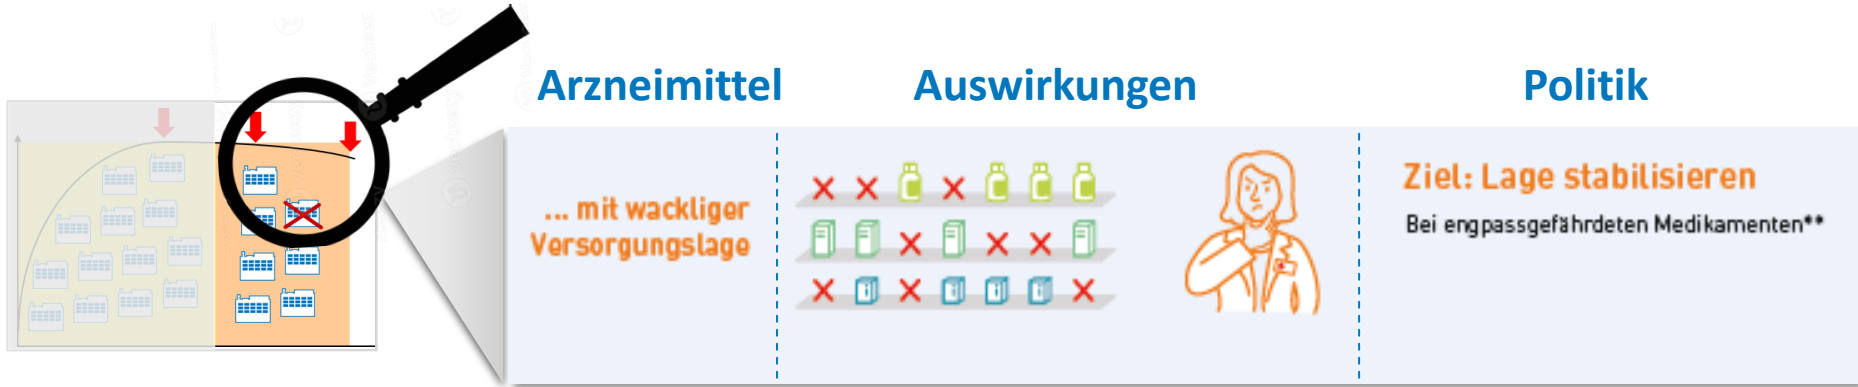 Arzneimittel
Auswirkungen
Politik
... mit wackliger
Versorgungslage
Ziel: Lage stabilisieren
Bei engpassgefährdeten Medikamenten**